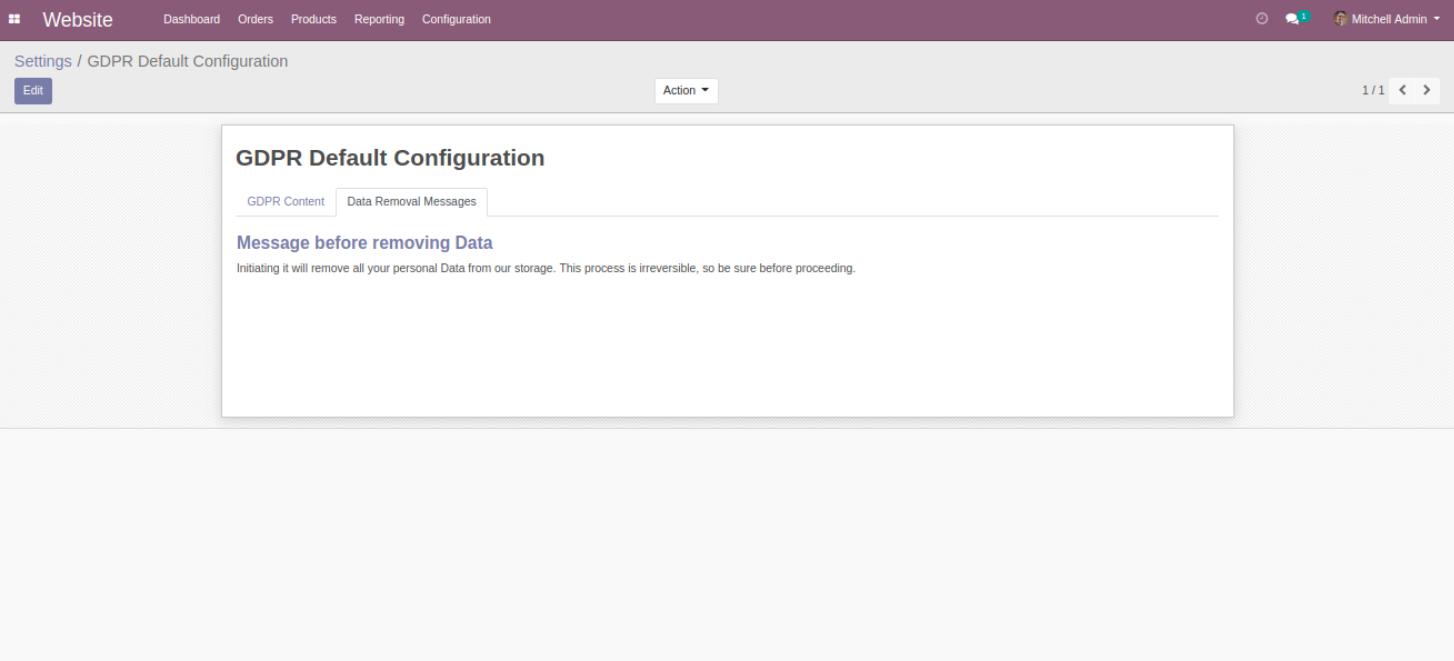 Website Dashboard Orders Products Reporting Configuration 1 Mitchell Admin
Settings / GDPR Default Configuration
Edit Action 1 / 1
GDPR Default Configuration
GDPR Content Data Removal Messages
Message before removing Data
Initiating it will remove all your personal Data from our storage. This process is irreversible, so be sure before proceeding.